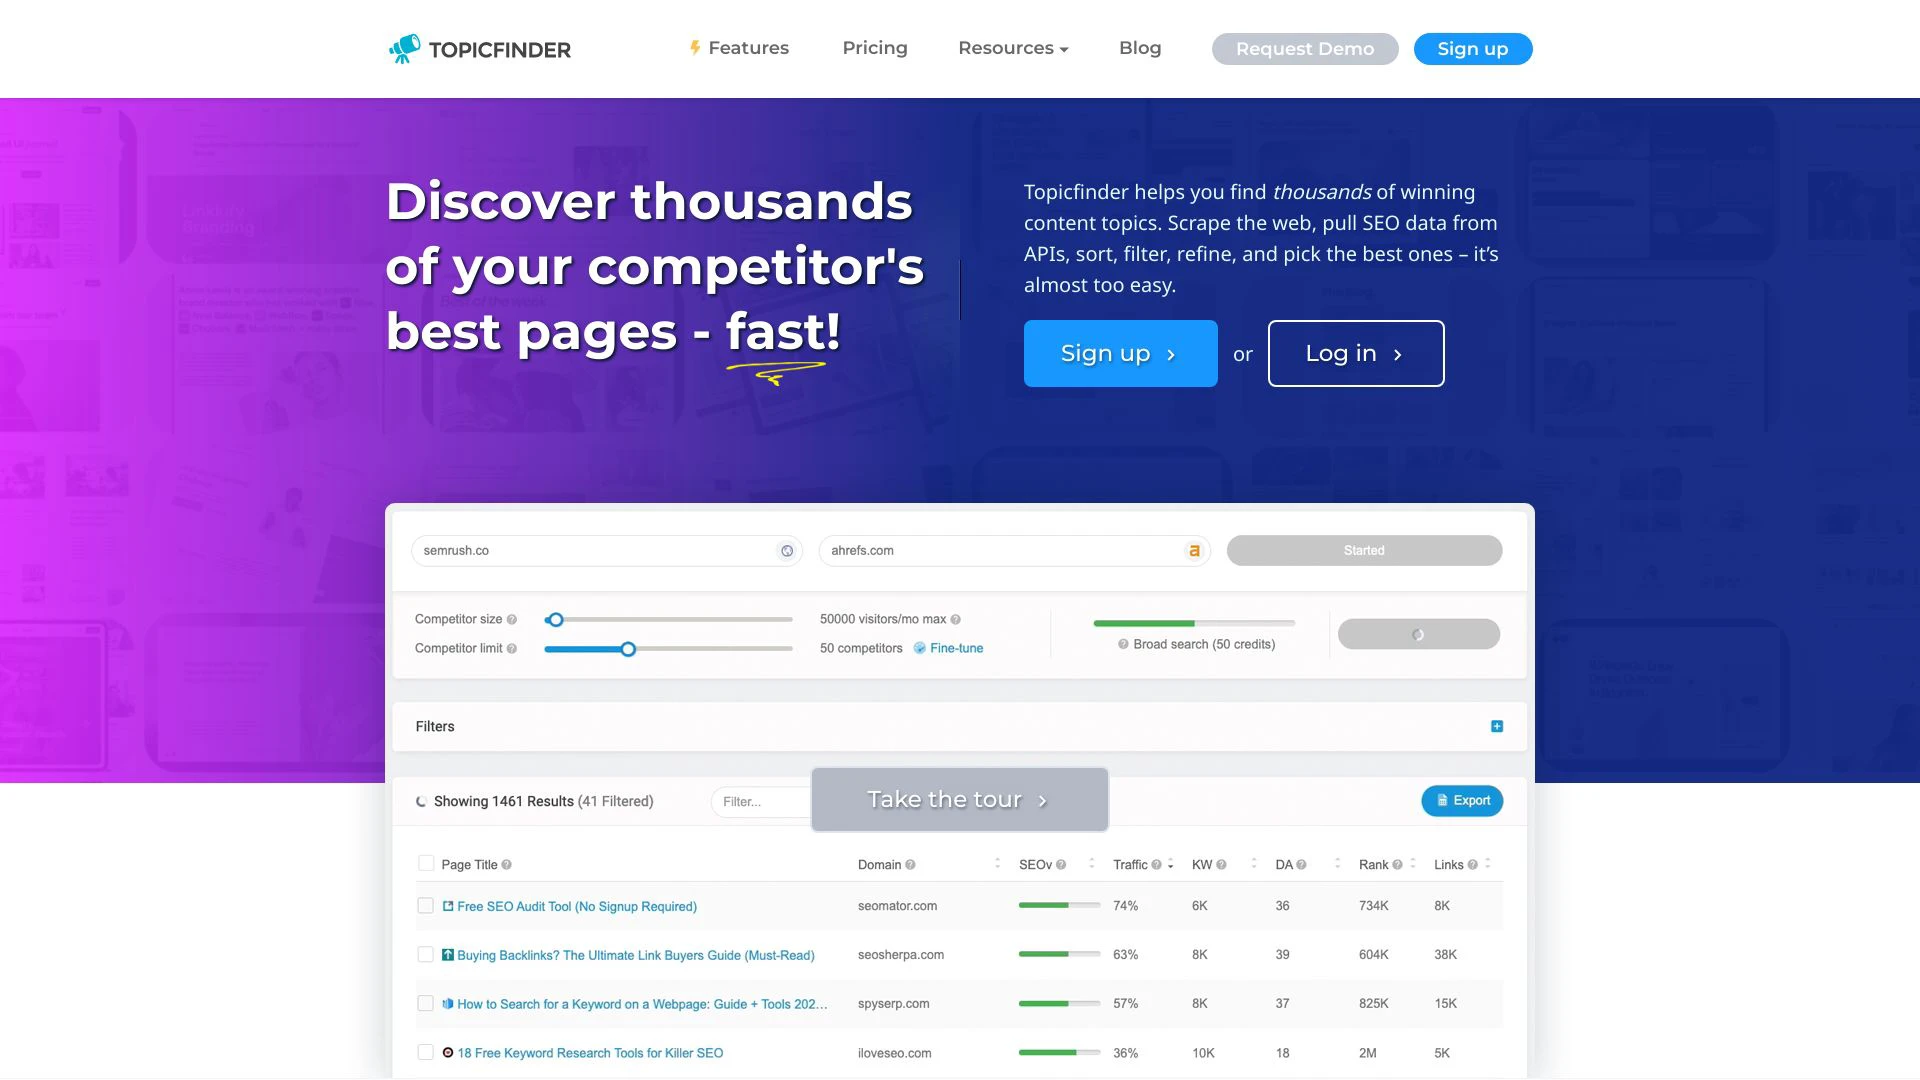 TOPICFINDER
Features
Pricing
Resources
Blog
Request Demo
Sign up
Discover thousands
of your competitor's
best pages - fast!
Topicfinder helps you find thousands of winning
content topics. Scrape the web, pull SEO data from
APIs, sort, filter, refine, and pick the best ones – it's
almost too easy.
Sign up ›
or
Log in ›
semrush.co
ahrefs.com
Started
Competitor size
50000 visitors/mo max
Competitor limit
50 competitors
Fine-tune
Broad search (50 credits)
Filters
Showing 1461 Results (41 Filtered)
Filter...
Take the tour ›
Export
Page Title Domain SEOv Traffic KW DA Rank Links
Free SEO Audit Tool (No Signup Required) seomator.com 74% 6K 36 734K 8K
Buying Backlinks? The Ultimate Link Buyers Guide (Must-Read) seosherpa.com 63% 8K 39 604K 38K
How to Search for a Keyword on a Webpage: Guide + Tools 202... spyserp.com 57% 8K 37 825K 15K
18 Free Keyword Research Tools for Killer SEO iloveseo.com 36% 10K 18 2M 5K